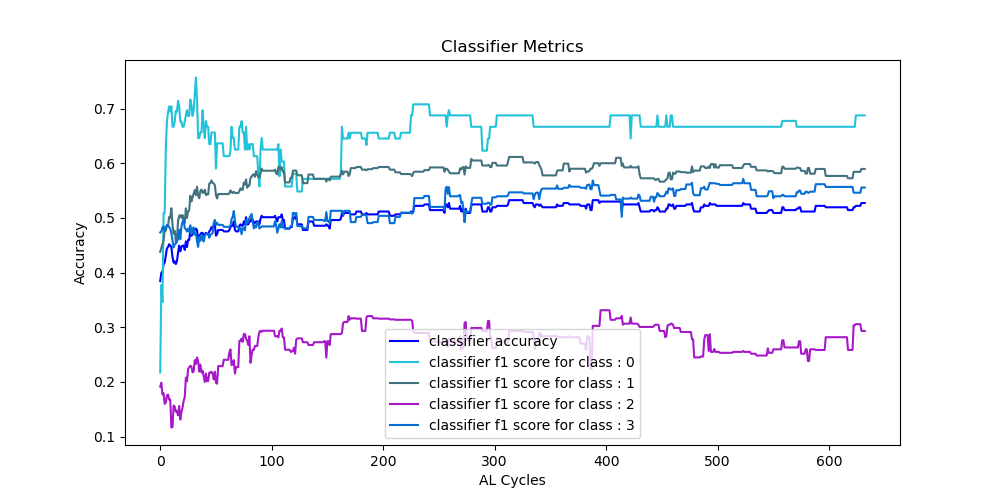 Classifier Metrics
Accuracy
0.7
0.6
0.5
0.4
0.3
0.2
0.1
classifier accuracy
classifier f1 score for class : 0
classifier f1 score for class : 1
classifier f1 score for class : 2
classifier f1 score for class : 3
0 100 200 300 400 500 600
AL Cycles